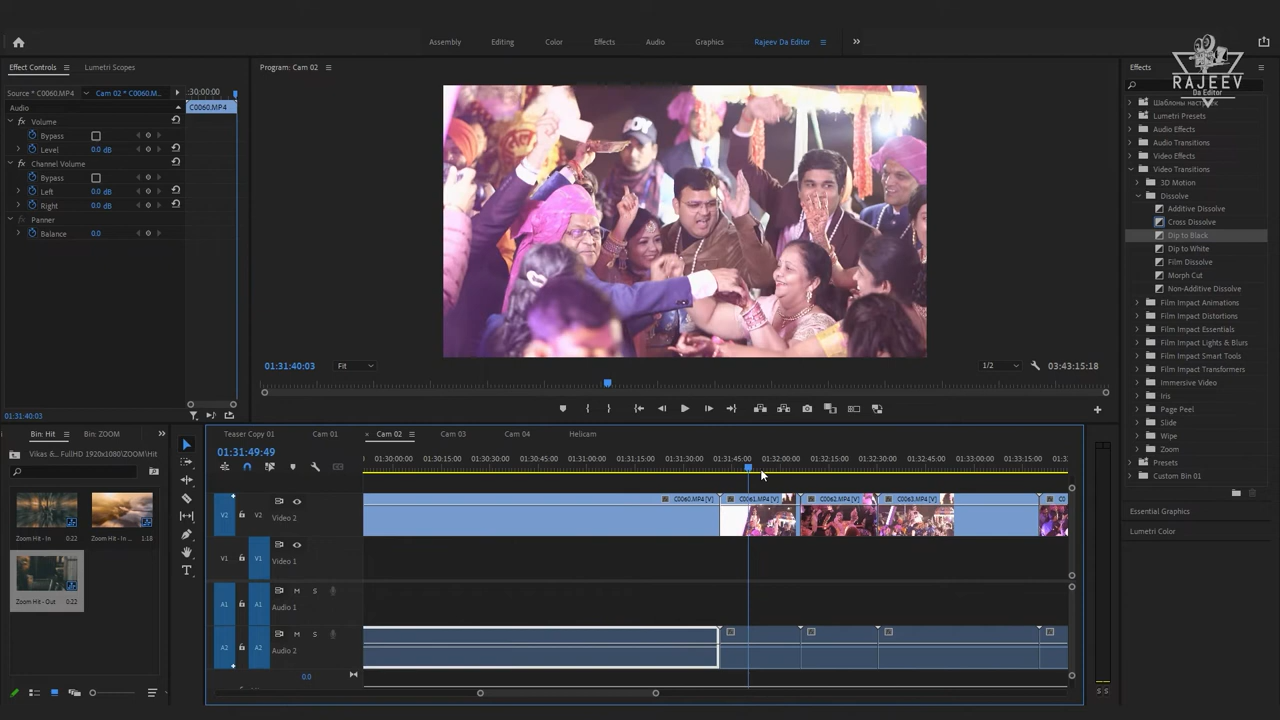 Assembly Editing Color Effects Audio Graphics Rajeev Da Editor
RAJEEV
Da Editor
Effect Controls Lumetri Scopes
Program: Cam 02
Effects
Source * C0060.MP4 Cam 02 * C0060.M...
:30:00:00
Audio
C0060.MP4
Volume
Bypass
Level 0.0 dB
Channel Volume
Bypass
Left 0.0 dB
Right 0.0 dB
Panner
Balance 0.0
01:31:40:03
01:31:40:03 Fit 1/2 03:43:15:18
Lumetri Presets
Audio Effects
Audio Transitions
Video Effects
Video Transitions
3D Motion
Dissolve
Additive Dissolve
Cross Dissolve
Dip to Black
Dip to White
Film Dissolve
Morph Cut
Non-Additive Dissolve
Film Impact Animations
Film Impact Distortions
Film Impact Essentials
Film Impact Lights & Blurs
Film Impact Smart Tools
Film Impact Transformers
Immersive Video
Iris
Page Peel
Slide
Wipe
Zoom
Presets
Custom Bin 01
Essential Graphics
Lumetri Color
Bin: Hit Bin: ZOOM
Vikas &... FullHD 1920x1080\ZOOM\Hit
Zoom Hit - In 0:22
Zoom Hit - In ... 1:18
Zoom Hit - Out 0:22
Teaser Copy 01 Cam 01 Cam 02 Cam 03 Cam 04 Helicam
01:31:49:49
01:30:00:00 01:30:15:00 01:30:30:00 01:30:45:00 01:31:00:00 01:31:15:00 01:31:30:00 01:31:45:00 01:32:00:00 01:32:15:00 01:32:30:00 01:32:45:00 01:33:00:00 01:33:15:00 01:3
C0060.MP4 [V] C0061.MP4 [V] C0062.MP4 [V] C0063.MP4 [V] C0
V2 V2 Video 2
V1 V1 Video 1
A1 A1 M S Audio 1
A2 A2 M S Audio 2
0.0
S S